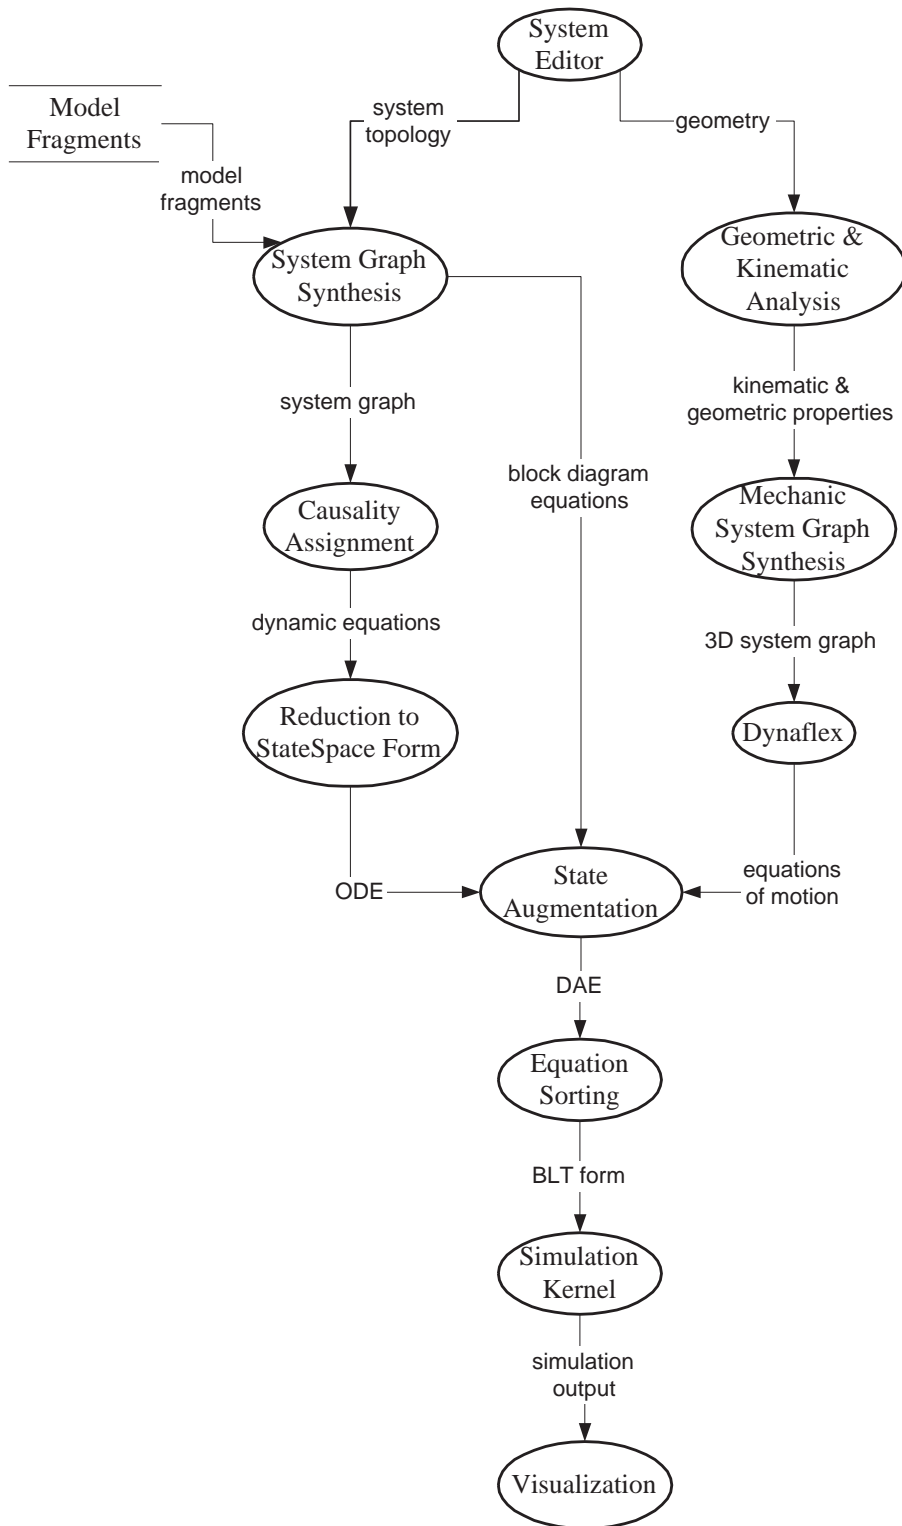 System
Editor
Model
Fragments
system
topology
geometry
model
fragments
System Graph
Synthesis
Geometric &
Kinematic
Analysis
system graph
kinematic &
geometric properties
block diagram
equations
Causality
Assignment
Mechanic
System Graph
Synthesis
dynamic equations
3D system graph
Reduction to
StateSpace Form
Dynaflex
ODE
State
Augmentation
equations
of motion
DAE
Equation
Sorting
BLT form
Simulation
Kernel
simulation
output
Visualization